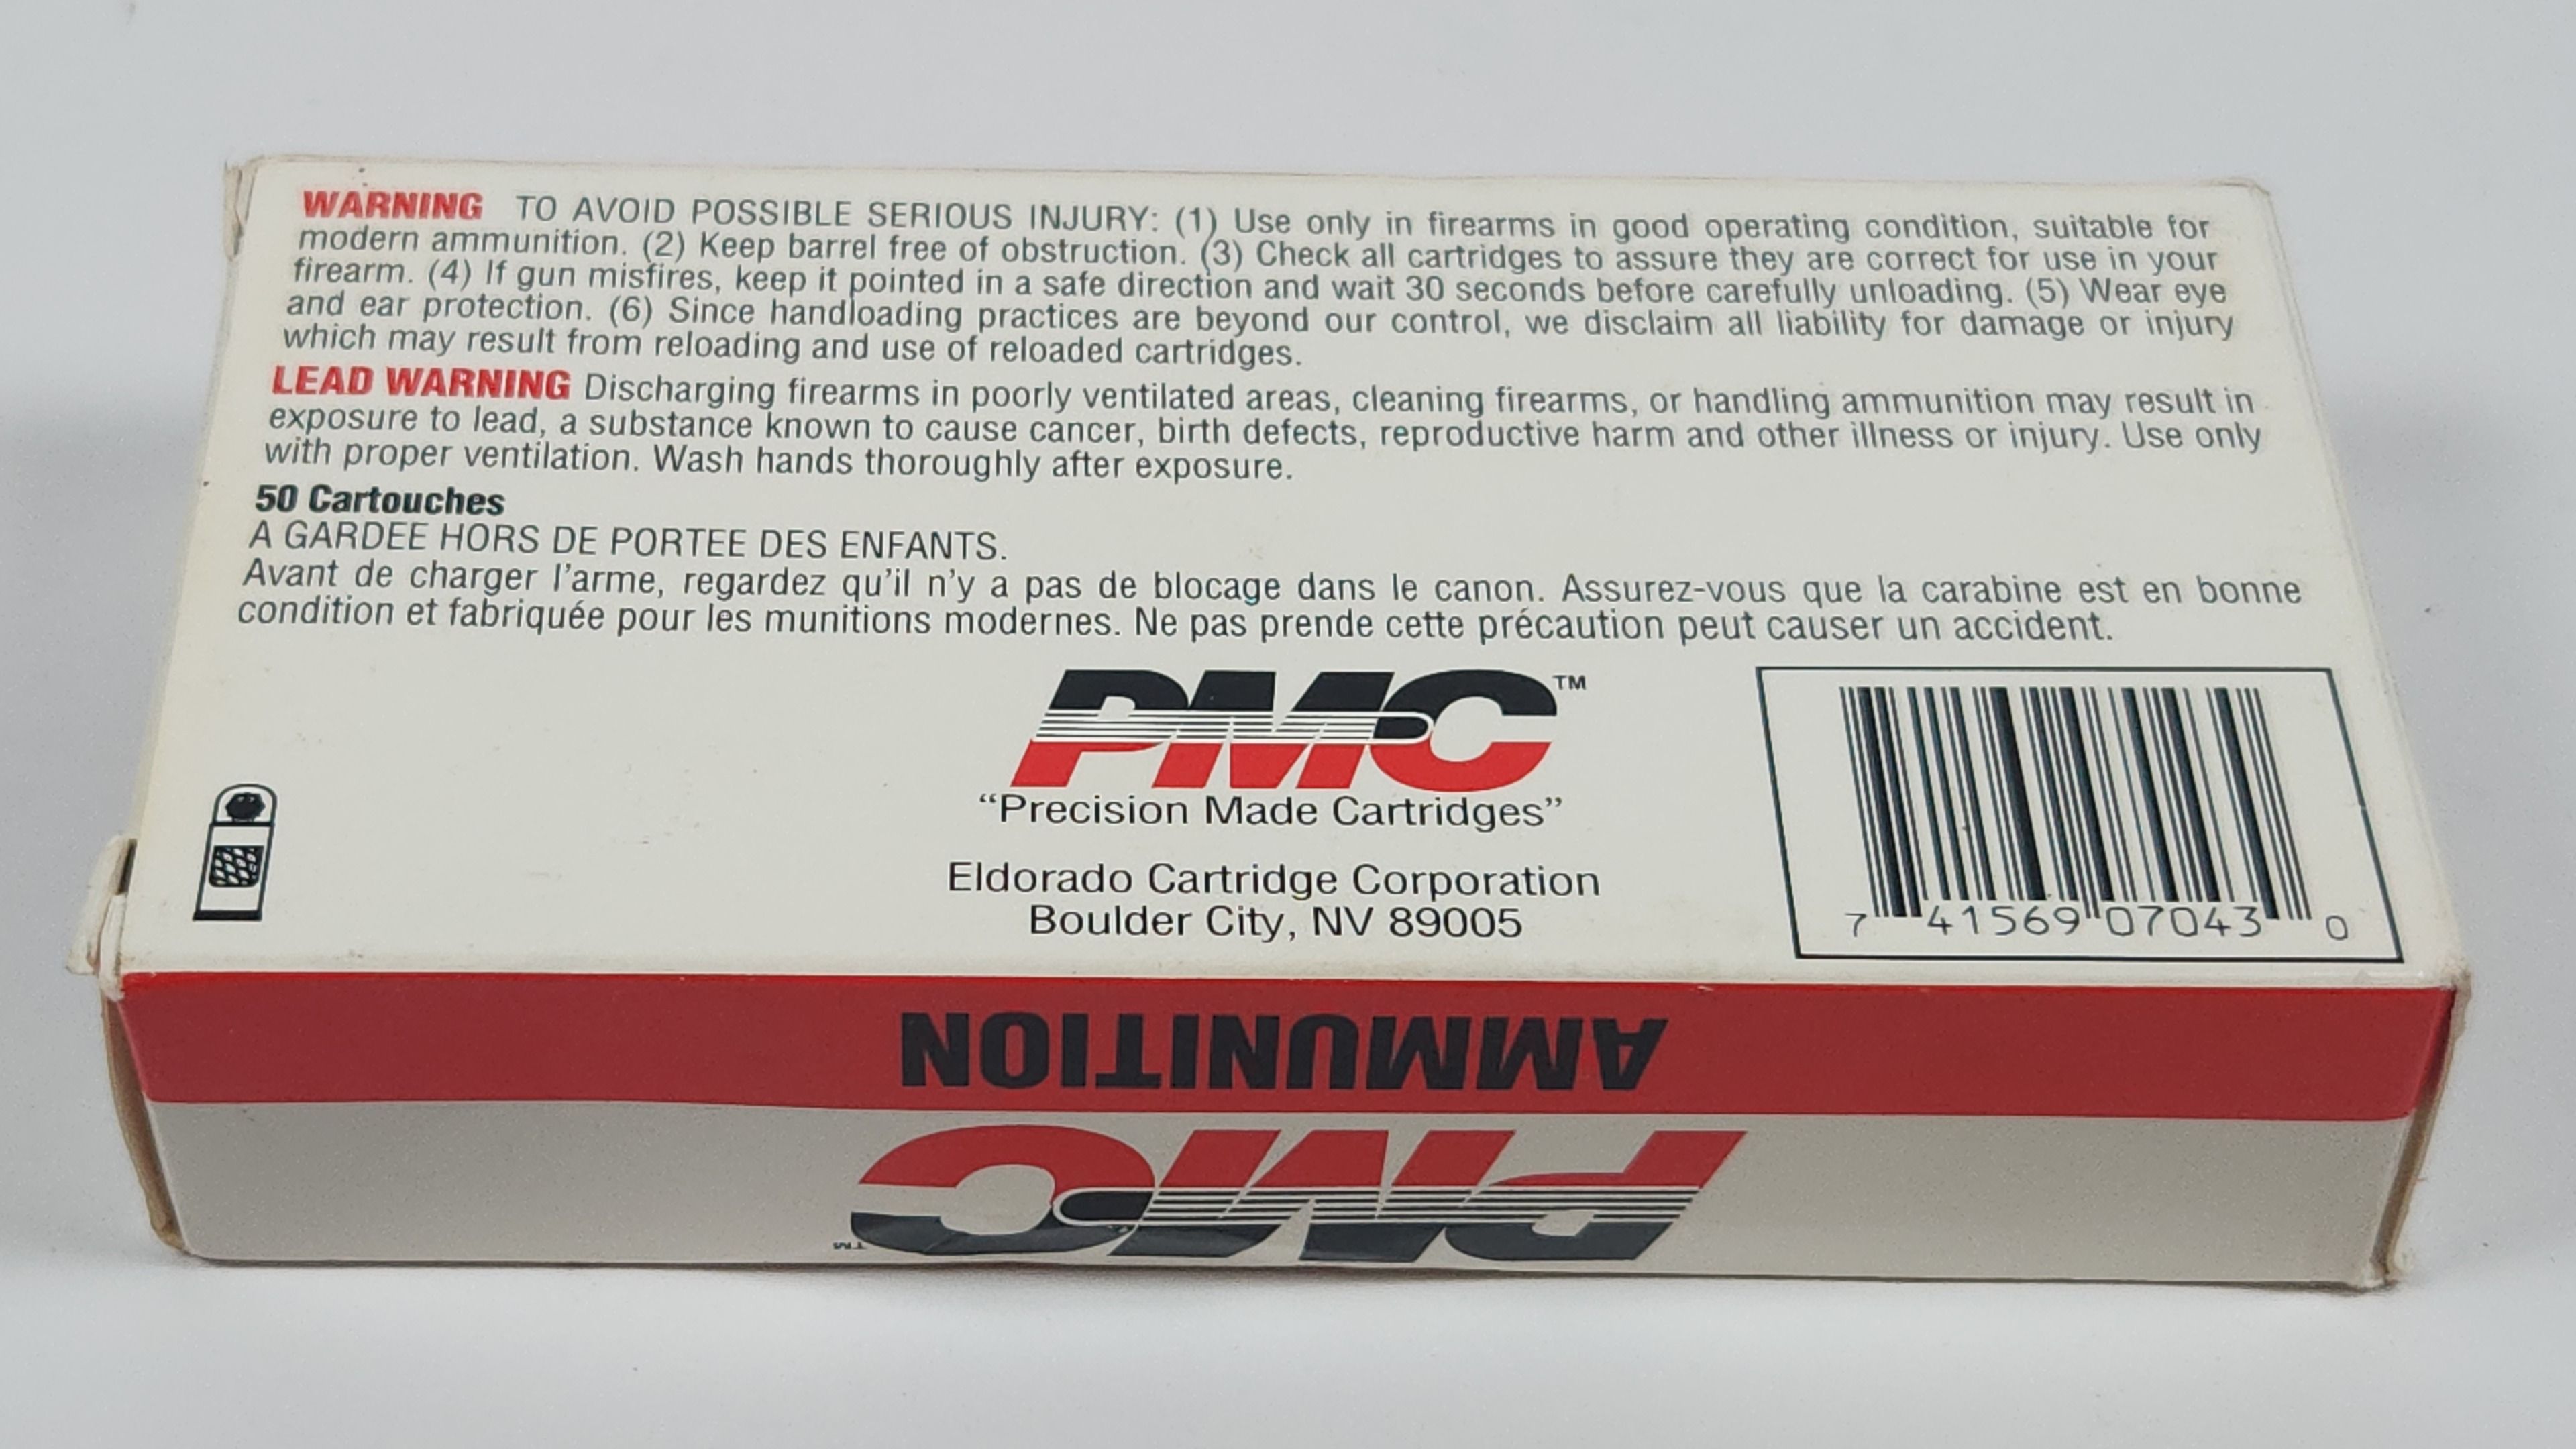 WARNING TO AVOID POSSIBLE SERIOUS INJURY: (1) Use only in firearms in good operating condition, suitable for
modern ammunition. (2) Keep barrel free of obstruction. (3) Check all cartridges to assure they are correct for use in your
firearm. (4) If gun misfires, keep it pointed in a safe direction and wait 30 seconds before carefully unloading. (5) Wear eye
and ear protection. (6) Since handloading practices are beyond our control, we disclaim all liability for damage or injury
which may result from reloading and use of reloaded cartridges.
LEAD WARNING Discharging firearms in poorly ventilated areas, cleaning firearms, or handling ammunition may result in
exposure to lead, a substance known to cause cancer, birth defects, reproductive harm and other illness or injury. Use only
with proper ventilation. Wash hands thoroughly after exposure.
50 Cartouches
A GARDEE HORS DE PORTEE DES ENFANTS.
Avant de charger l'arme, regardez qu'il n'y a pas de blocage dans le canon. Assurez-vous que la carabine est en bonne
condition et fabriquée pour les munitions modernes. Ne pas prende cette précaution peut causer un accident.
PMC™
“Precision Made Cartridges”
Eldorado Cartridge Corporation
Boulder City, NV 89005
7 41569 07043 0
AMMUNITION
PMC™